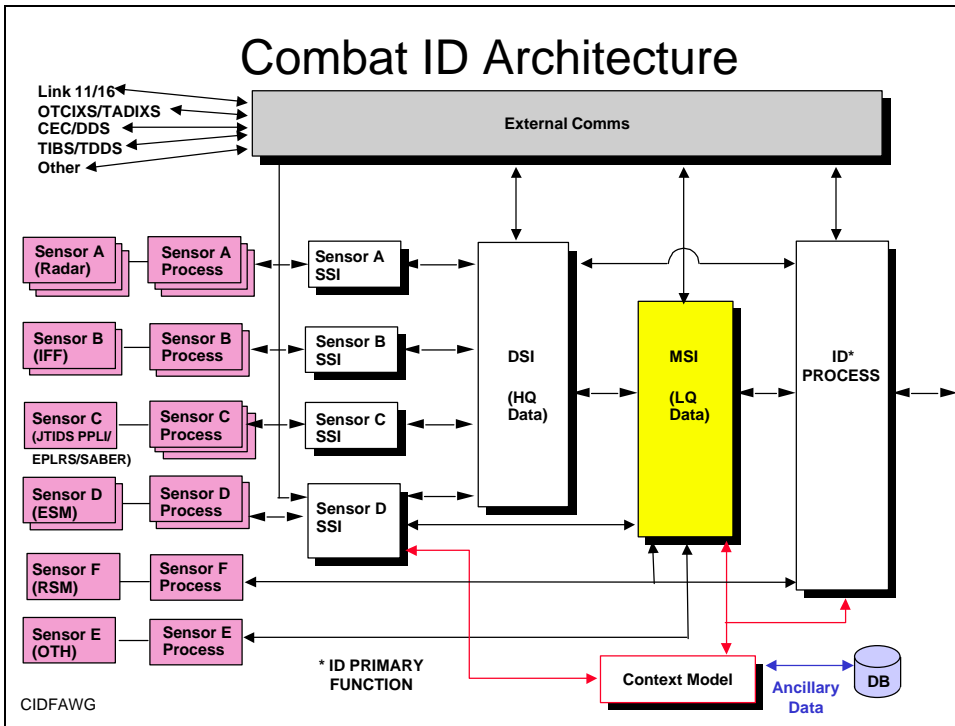 Combat ID Architecture
Link 11/16
OTCIXS/TADIXS
CEC/DDS
TIBS/TDDS
Other
External Comms
Sensor A
(Radar)
Sensor A
Process
Sensor A
SSI
Sensor B
(IFF)
Sensor B
Process
Sensor B
SSI
Sensor C
(JTIDS PPLI/
EPLRS/SABER)
Sensor C
Process
Sensor C
SSI
Sensor D
(ESM)
Sensor D
Process
Sensor D
SSI
Sensor F
(RSM)
Sensor F
Process
Sensor E
(OTH)
Sensor E
Process
DSI
(HQ
Data)
MSI
(LQ
Data)
ID*
PROCESS
* ID PRIMARY
FUNCTION
Context Model
Ancillary
Data
DB
CIDFAWG